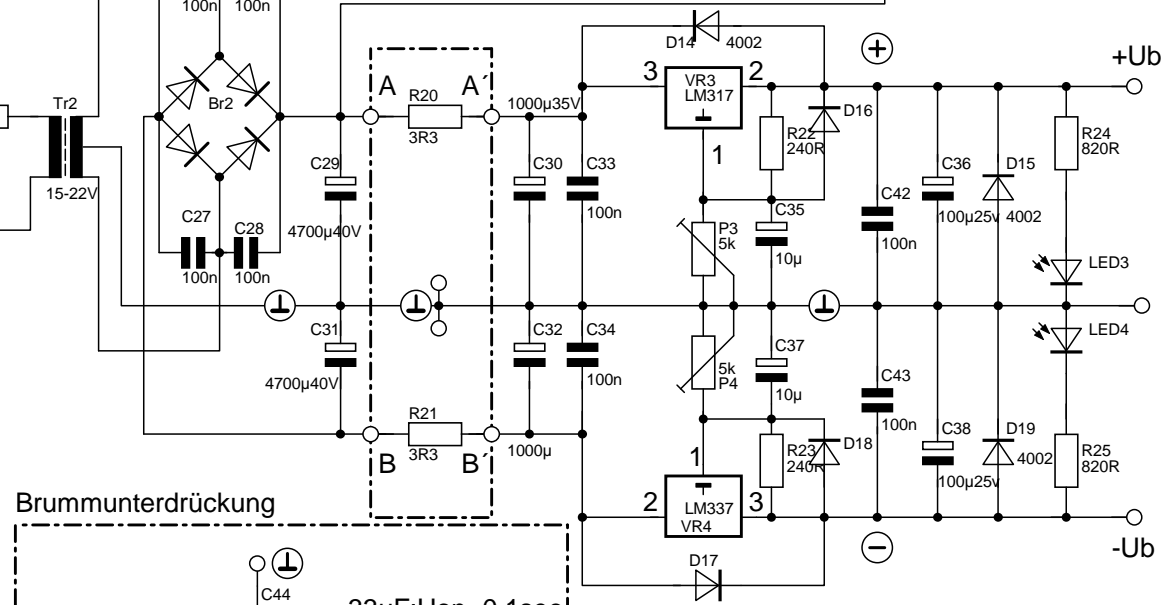 100n 100n
Tr2
15-22V
Br2
C27
100n
C28
100n
C29
4700µ40V
C31
4700µ40V
A
R20
3R3
A´
B
R21
3R3
B´
1000µ35V
C30
C33
100n
C32
C34
100n
1000µ
D14 4002
3
VR3
LM317
2
1
R22
240R
D16
P3
5k
C35
10µ
5k
P4
C37
10µ
1
R23
240R
D18
2
LM337
VR4
3
D17
C42
100n
C43
100n
C36
100µ25v
C38
100µ25v
D15
4002
D19
4002
R24
820R
LED3
LED4
R25
820R
+
+Ub
−
-Ub
Brummunterdrückung
C44